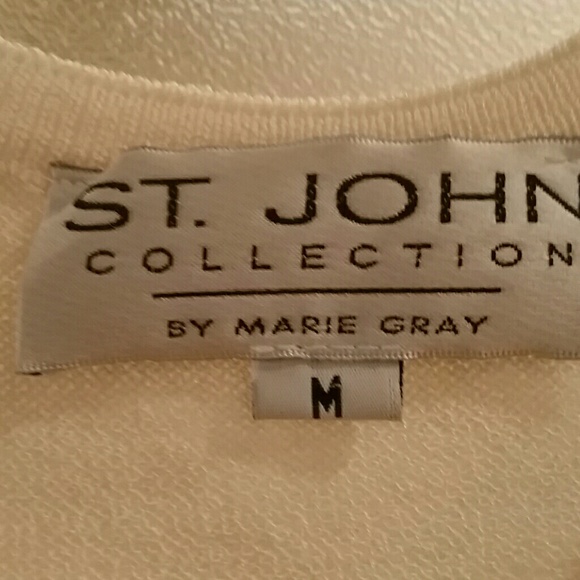 ST. JOHN
COLLECTION
BY MARIE GRAY
M